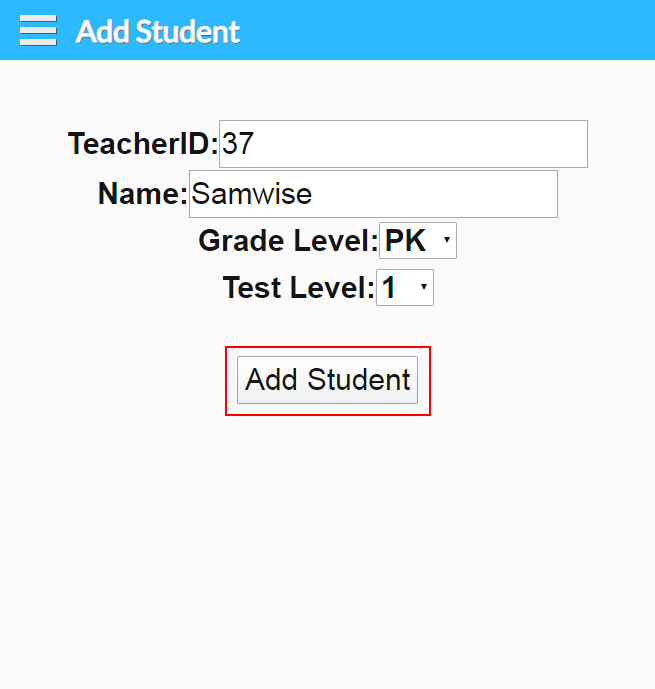 Add Student
TeacherID:37
Name:Samwise
Grade Level:PK
Test Level:1
Add Student